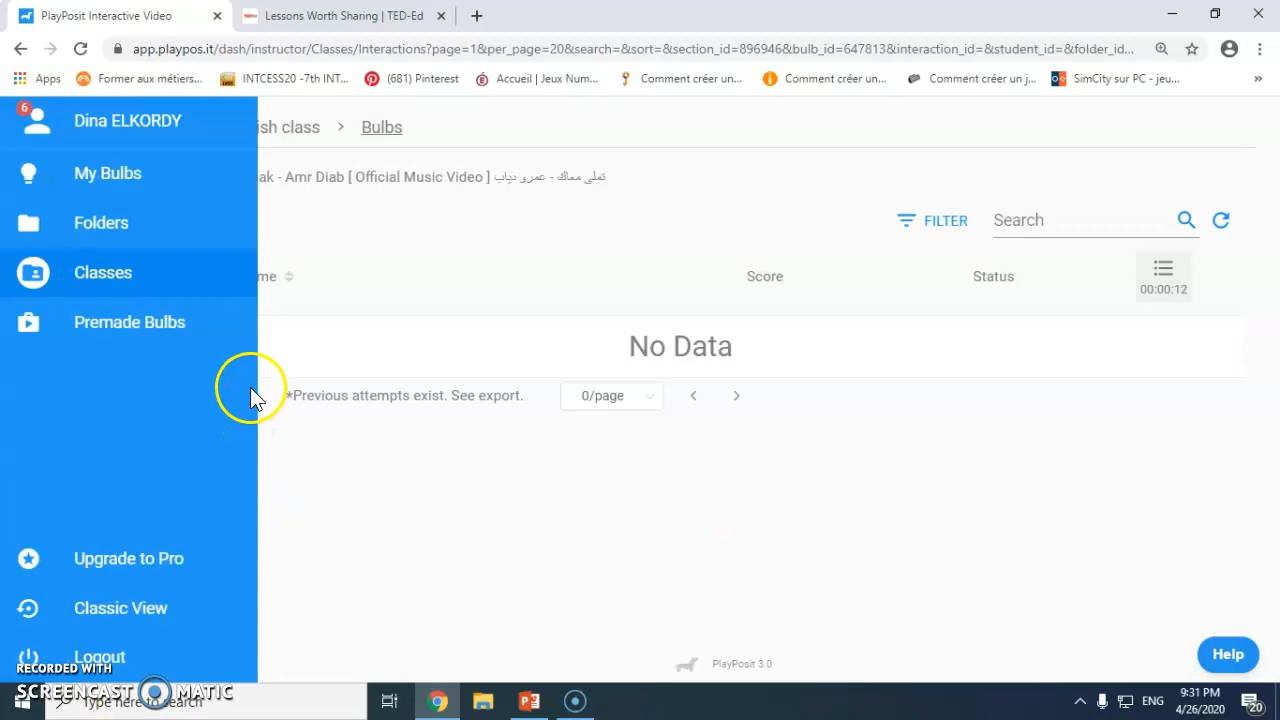 PlayPosit Interactive Video
Lessons Worth Sharing | TED-Ed
app.playpos.it/dash/instructor/Classes/Interactions?page=1&per_page=20&search=&sort=&section_id=896946&bulb_id=647813&interaction_id=&student_id=&folder_id...
Apps
Former aux métiers...
INTCESS20 -7th INT...
(681) Pinterest
Accueil | Jeux Num...
Comment créer un...
Comment créer un...
Comment créer un j...
SimCity sur PC - jeu...
»
6
Dina ELKORDY
My Bulbs
Folders
Classes
Premade Bulbs
Upgrade to Pro
Classic View
Logout
ish class > Bulbs
eak - Amr Diab [ Official Music Video ] تملى معاك - عمرو دياب
FILTER
Search
me
Score
Status
00:00:12
No Data
*Previous attempts exist. See export.
0/page
PlayPosit 3.0
Help
RECORDED WITH
SCREENCAST MATIC
Type here to search
ENG
9:31 PM
4/26/2020
20